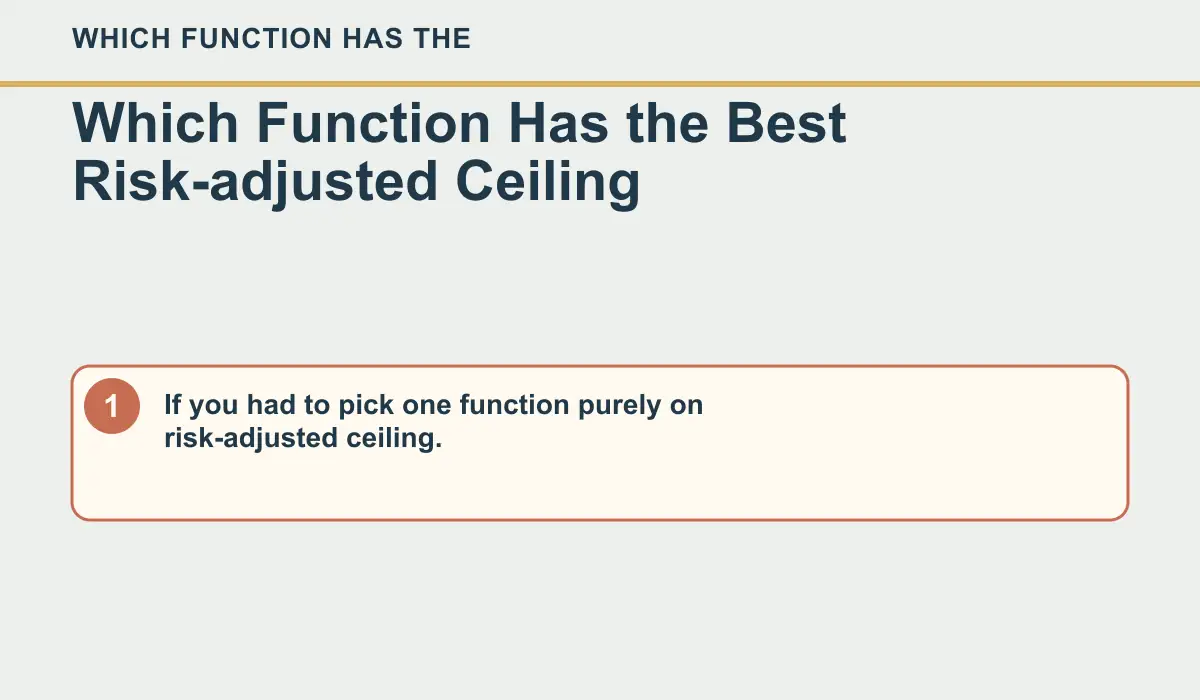 WHICH FUNCTION HAS THE
Which Function Has the Best
Risk-adjusted Ceiling
1
If you had to pick one function purely on
risk-adjusted ceiling.